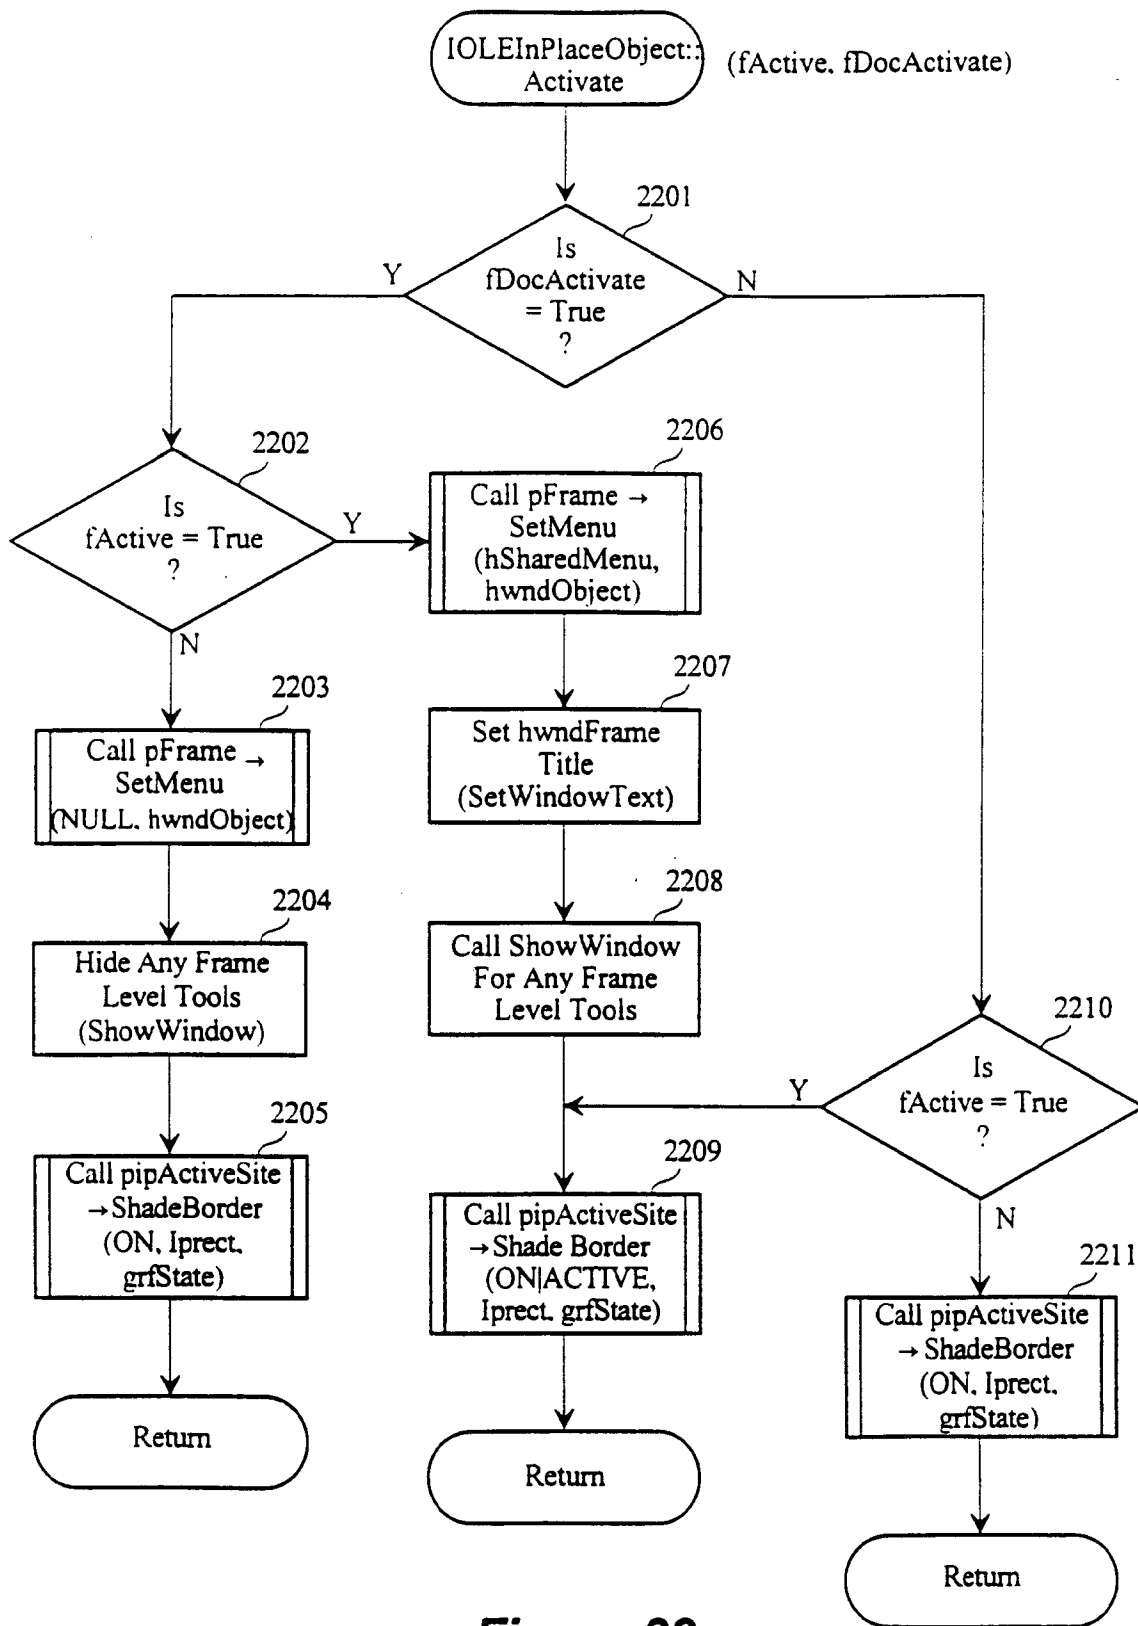 IOLEInPlaceObject::
Activate
(fActive, fDocActivate)
2201
Is
fDocActivate
= True
?
Y
N
2202
Is
fActive = True
?
Y
N
2206
Call pFrame →
SetMenu
(hSharedMenu,
hwndObject)
2203
Call pFrame →
SetMenu
(NULL, hwndObject)
2207
Set hwndFrame
Title
(SetWindowText)
2204
Hide Any Frame
Level Tools
(ShowWindow)
2208
Call ShowWindow
For Any Frame
Level Tools
2210
Is
fActive = True
?
Y
N
2205
Call pipActiveSite
→ShadeBorder
(ON, Iprect,
grfState)
2209
Call pipActiveSite
→Shade Border
(ON|ACTIVE,
Iprect, grfState)
2211
Call pipActiveSite
→ ShadeBorder
(ON, Iprect,
grfState)
Return
Return
Return